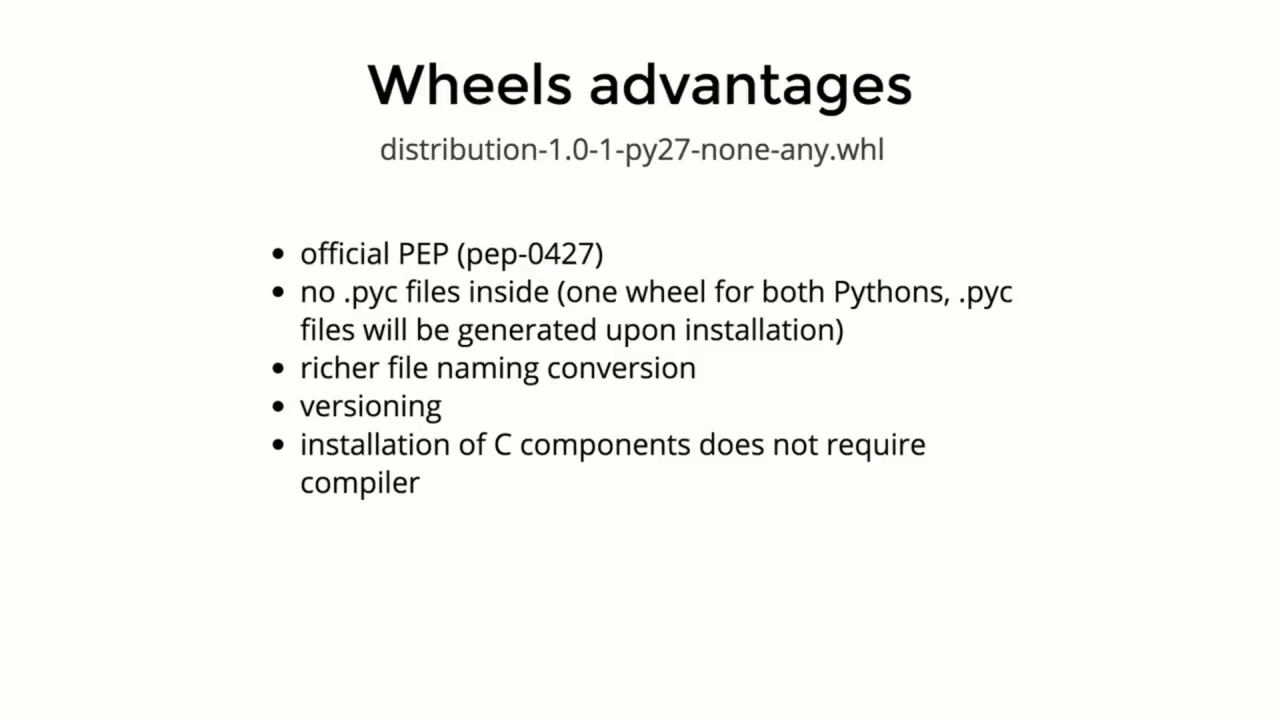 Wheels advantages
distribution-1.0-1-py27-none-any.whl
• official PEP (pep-0427)
• no .pyc files inside (one wheel for both Pythons, .pyc
files will be generated upon installation)
• richer file naming conversion
• versioning
• installation of C components does not require
compiler